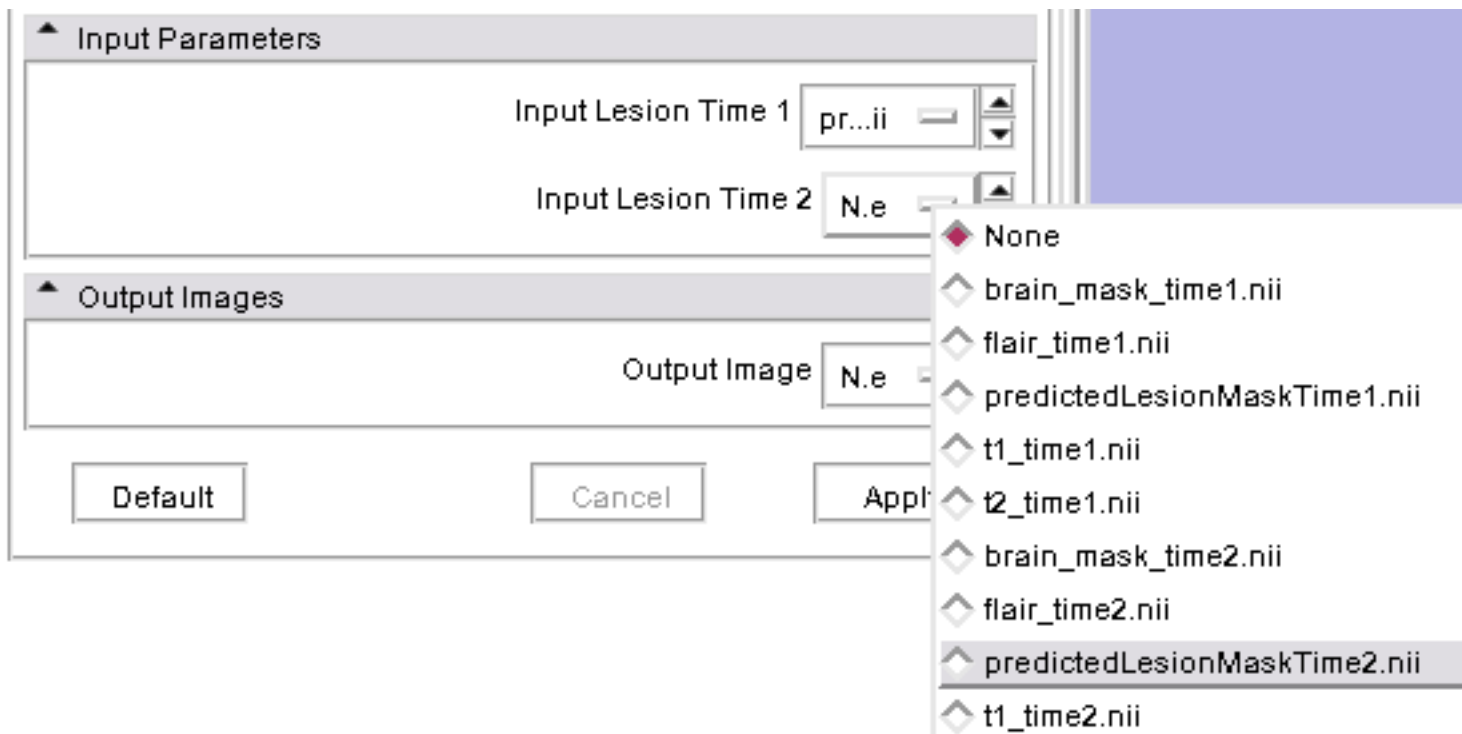 Input Parameters
Input Lesion Time 1 pr...ii
Input Lesion Time 2 N.e
None
brain_mask_time1.nii
Output Images
flair_time1.nii
Output Image N.e
predictedLesionMaskTime1.nii
t1_time1.nii
Default Cancel Appl
t2_time1.nii
brain_mask_time2.nii
flair_time2.nii
predictedLesionMaskTime2.nii
t1_time2.nii